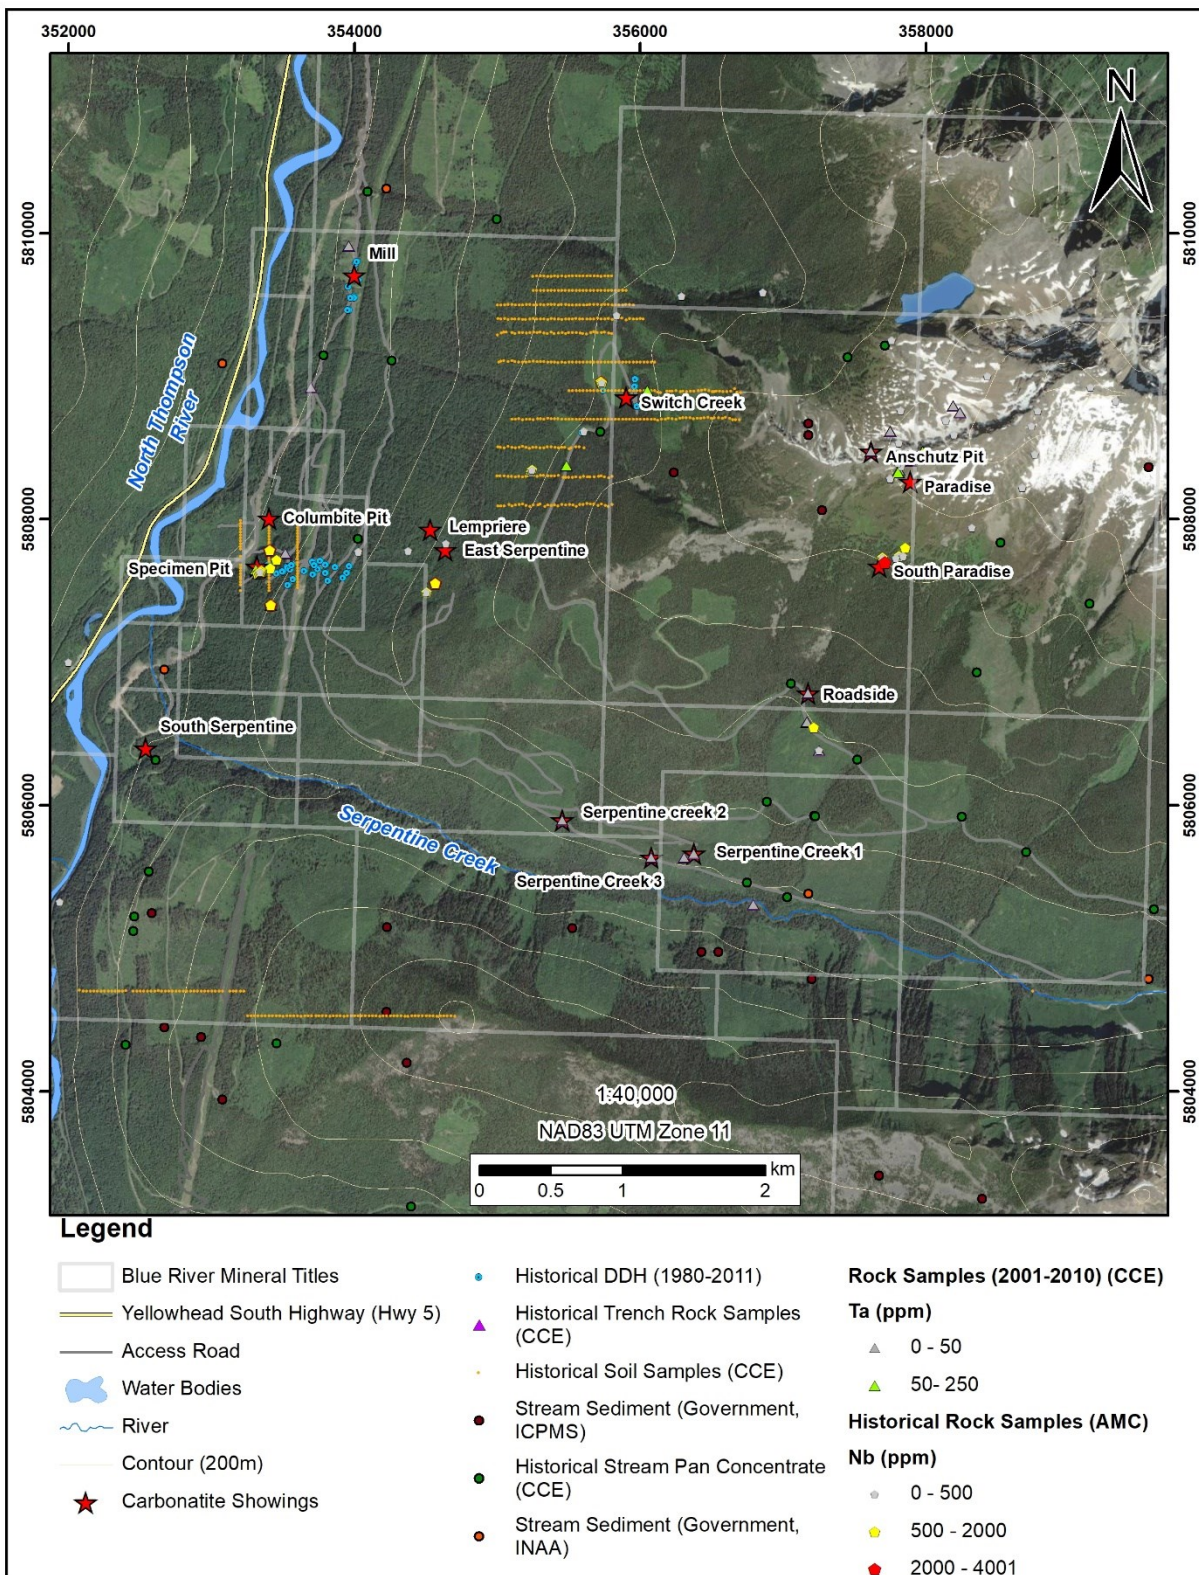 352000 354000 356000 358000
N
5810000 5810000
Mill
North Thompson
River
Switch Creek
Anschutz Pit
Paradise
5808000 5808000
Columbite Pit
Lempriere
East Serpentine
Specimen Pit
South Paradise
Roadside
South Serpentine
5806000 5806000
Serpentine creek 2
Serpentine Creek
Serpentine Creek 1
Serpentine Creek 3
5804000 5804000
1:40,000
NAD83 UTM Zone 11
km
0 0.5 1 2
Legend
Blue River Mineral Titles
Yellowhead South Highway (Hwy 5)
Access Road
Water Bodies
River
Contour (200m)
Carbonatite Showings
Historical DDH (1980-2011)
Historical Trench Rock Samples
(CCE)
Historical Soil Samples (CCE)
Stream Sediment (Government,
ICPMS)
Historical Stream Pan Concentrate
(CCE)
Stream Sediment (Government,
INAA)
Rock Samples (2001-2010) (CCE)
Ta (ppm)
0 - 50
50- 250
Historical Rock Samples (AMC)
Nb (ppm)
0 - 500
500 - 2000
2000 - 4001